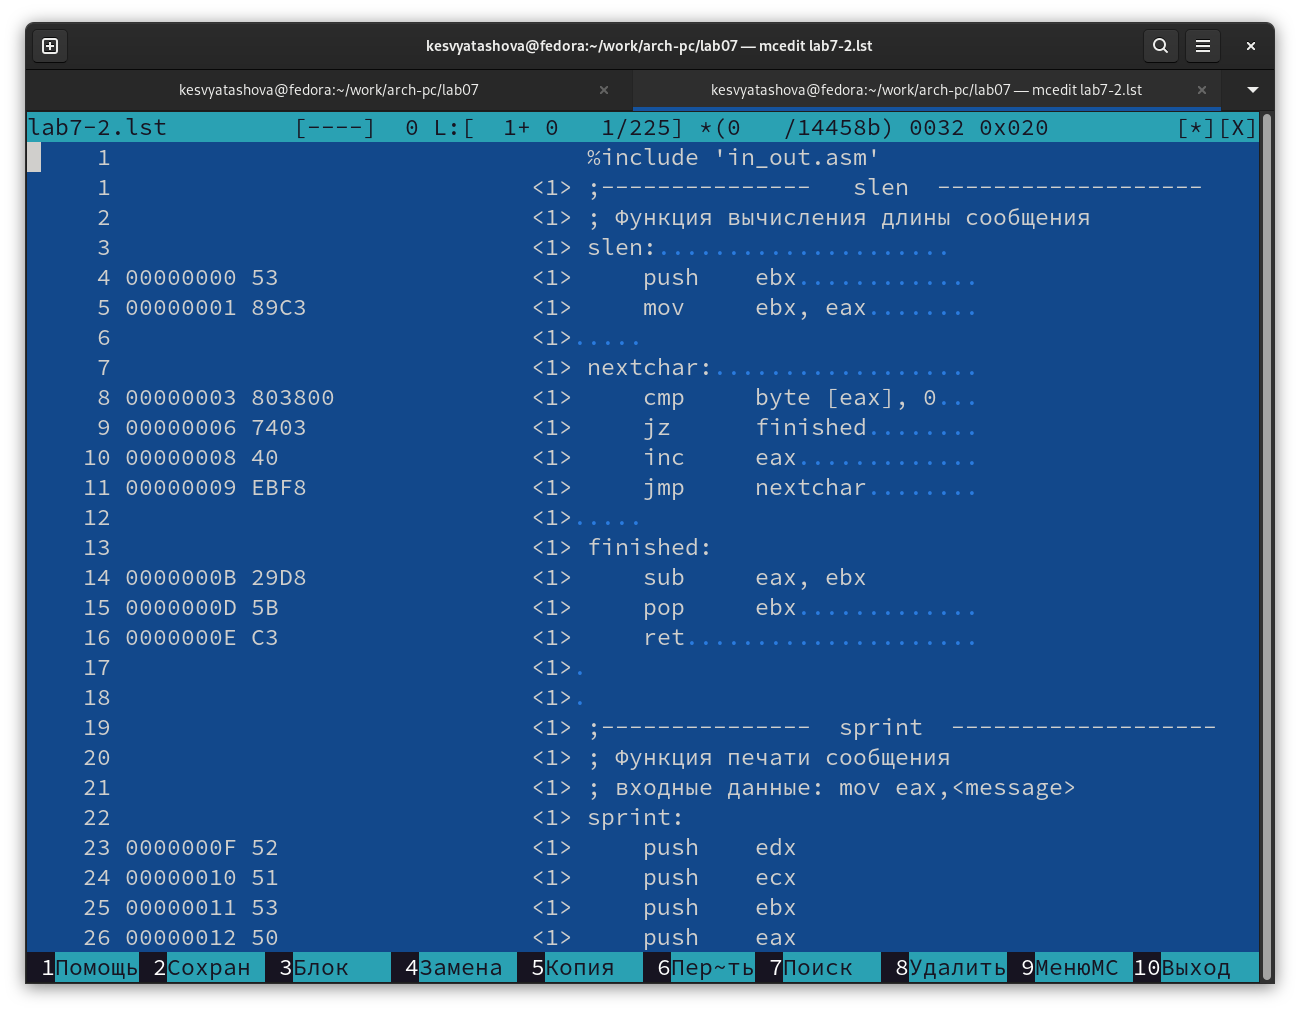 kesvyatashova@fedora:~/work/arch-pc/lab07 — mcedit lab7-2.lst
kesvyatashova@fedora:~/work/arch-pc/lab07 × kesvyatashova@fedora:~/work/arch-pc/lab07 — mcedit lab7-2.lst ×
lab7-2.lst [----] 0 L:[ 1+ 0 1/225] *(0 /14458b) 0032 0x020 [*][X]
1 %include 'in_out.asm'
1 <1> ;--------------- slen -------------------
2 <1> ; Функция вычисления длины сообщения
3 <1> slen:.....................
4 00000000 53 <1> push ebx.............
5 00000001 89C3 <1> mov ebx, eax........
6 <1>.....
7 <1> nextchar:...................
8 00000003 803800 <1> cmp byte [eax], 0...
9 00000006 7403 <1> jz finished........
10 00000008 40 <1> inc eax.............
11 00000009 EBF8 <1> jmp nextchar........
12 <1>.....
13 <1> finished:
14 0000000B 29D8 <1> sub eax, ebx
15 0000000D 5B <1> pop ebx.............
16 0000000E C3 <1> ret.....................
17 <1>.
18 <1>.
19 <1> ;--------------- sprint -------------------
20 <1> ; Функция печати сообщения
21 <1> ; входные данные: mov eax,<message>
22 <1> sprint:
23 0000000F 52 <1> push edx
24 00000010 51 <1> push ecx
25 00000011 53 <1> push ebx
26 00000012 50 <1> push eax
1Помощь 2Сохран 3Блок 4Замена 5Копия 6Пер~ть 7Поиск 8Удалить 9МенюМС 10Выход